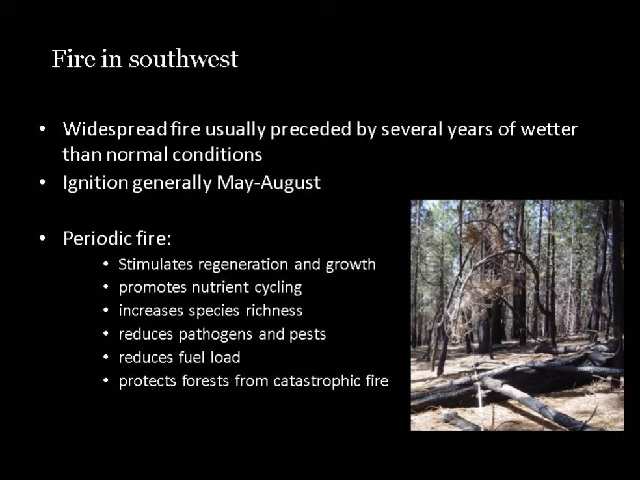 Fire in southwest
• Widespread fire usually preceded by several years of wetter
than normal conditions
• Ignition generally May-August
• Periodic fire:
• Stimulates regeneration and growth
• promotes nutrient cycling
• increases species richness
• reduces pathogens and pests
• reduces fuel load
• protects forests from catastrophic fire